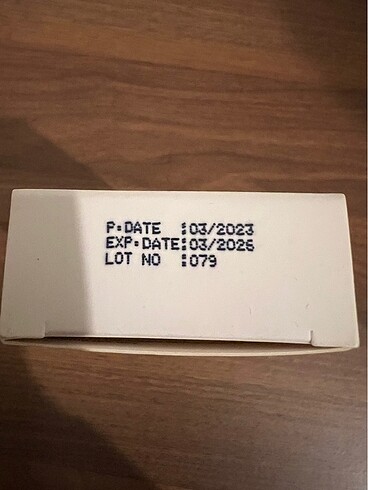 P.DATE :03/2023
EXP.DATE:03/2026
LOT NO :079